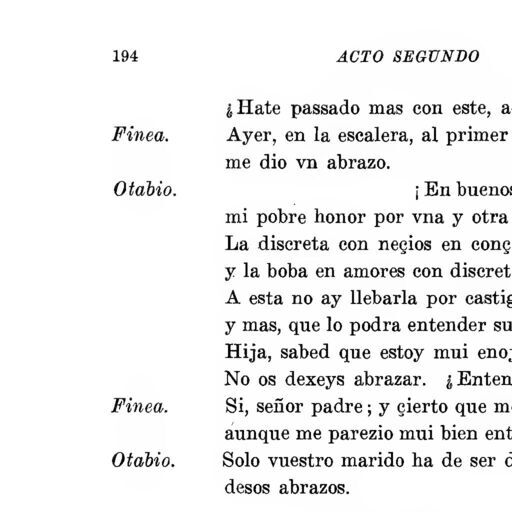 194 ACTO SEGUNDO
¿Hate passado mas con este, a
Finea. Ayer, en la escalera, al primer
me dio vn abrazo.
Otabio. ¡En buenos
mi pobre honor por vna y otra
La discreta con neçios en conç
y la boba en amores con discret
A esta no ay llebarla por castig
y mas, que lo podra entender su
Hija, sabed que estoy mui enoj
No os dexeys abrazar. ¿Enten
Finea. Si, señor padre; y çierto que m
aunque me parezio mui bien ent
Otabio. Solo vuestro marido ha de ser d
desos abrazos.